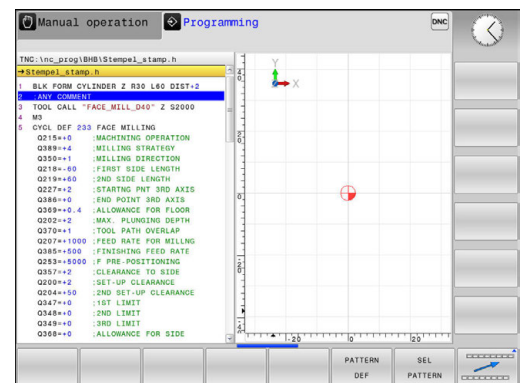 Manual operation
Programming
DNC
TNC:\nc_prog\BHB\Stempel_stamp.h
→Stempel_stamp.h
1 BLK FORM CYLINDER Z R30 L60 DIST+2
2 ;ANY COMMENT
3 TOOL CALL "FACE_MILL_D40" Z S2000
4 M3
5 CYCL DEF 233 FACE MILLING
Q215=+0 ;MACHINING OPERATION
Q389=+4 ;MILLING STRATEGY
Q350=+1 ;MILLING DIRECTION
Q218=-60 ;FIRST SIDE LENGTH
Q219=+60 ;2ND SIDE LENGTH
Q227=+2 ;STARTNG PNT 3RD AXIS
Q386=+0 ;END POINT 3RD AXIS
Q369=+0.4 ;ALLOWANCE FOR FLOOR
Q202=+2 ;MAX. PLUNGING DEPTH
Q370=+1 ;TOOL PATH OVERLAP
Q207=+1000 ;FEED RATE FOR MILLNG
Q385=+500 ;FINISHING FEED RATE
Q253=+5000 ;F PRE-POSITIONING
Q357=+2 ;CLEARANCE TO SIDE
Q200=+2 ;SET-UP CLEARANCE
Q204=+50 ;2ND SET-UP CLEARANCE
Q347=+0 ;1ST LIMIT
Q348=+0 ;2ND LIMIT
Q349=+0 ;3RD LIMIT
Q368=+0 ;ALLOWANCE FOR SIDE
Y
X
-20 0 20
PATTERN
DEF
SEL
PATTERN